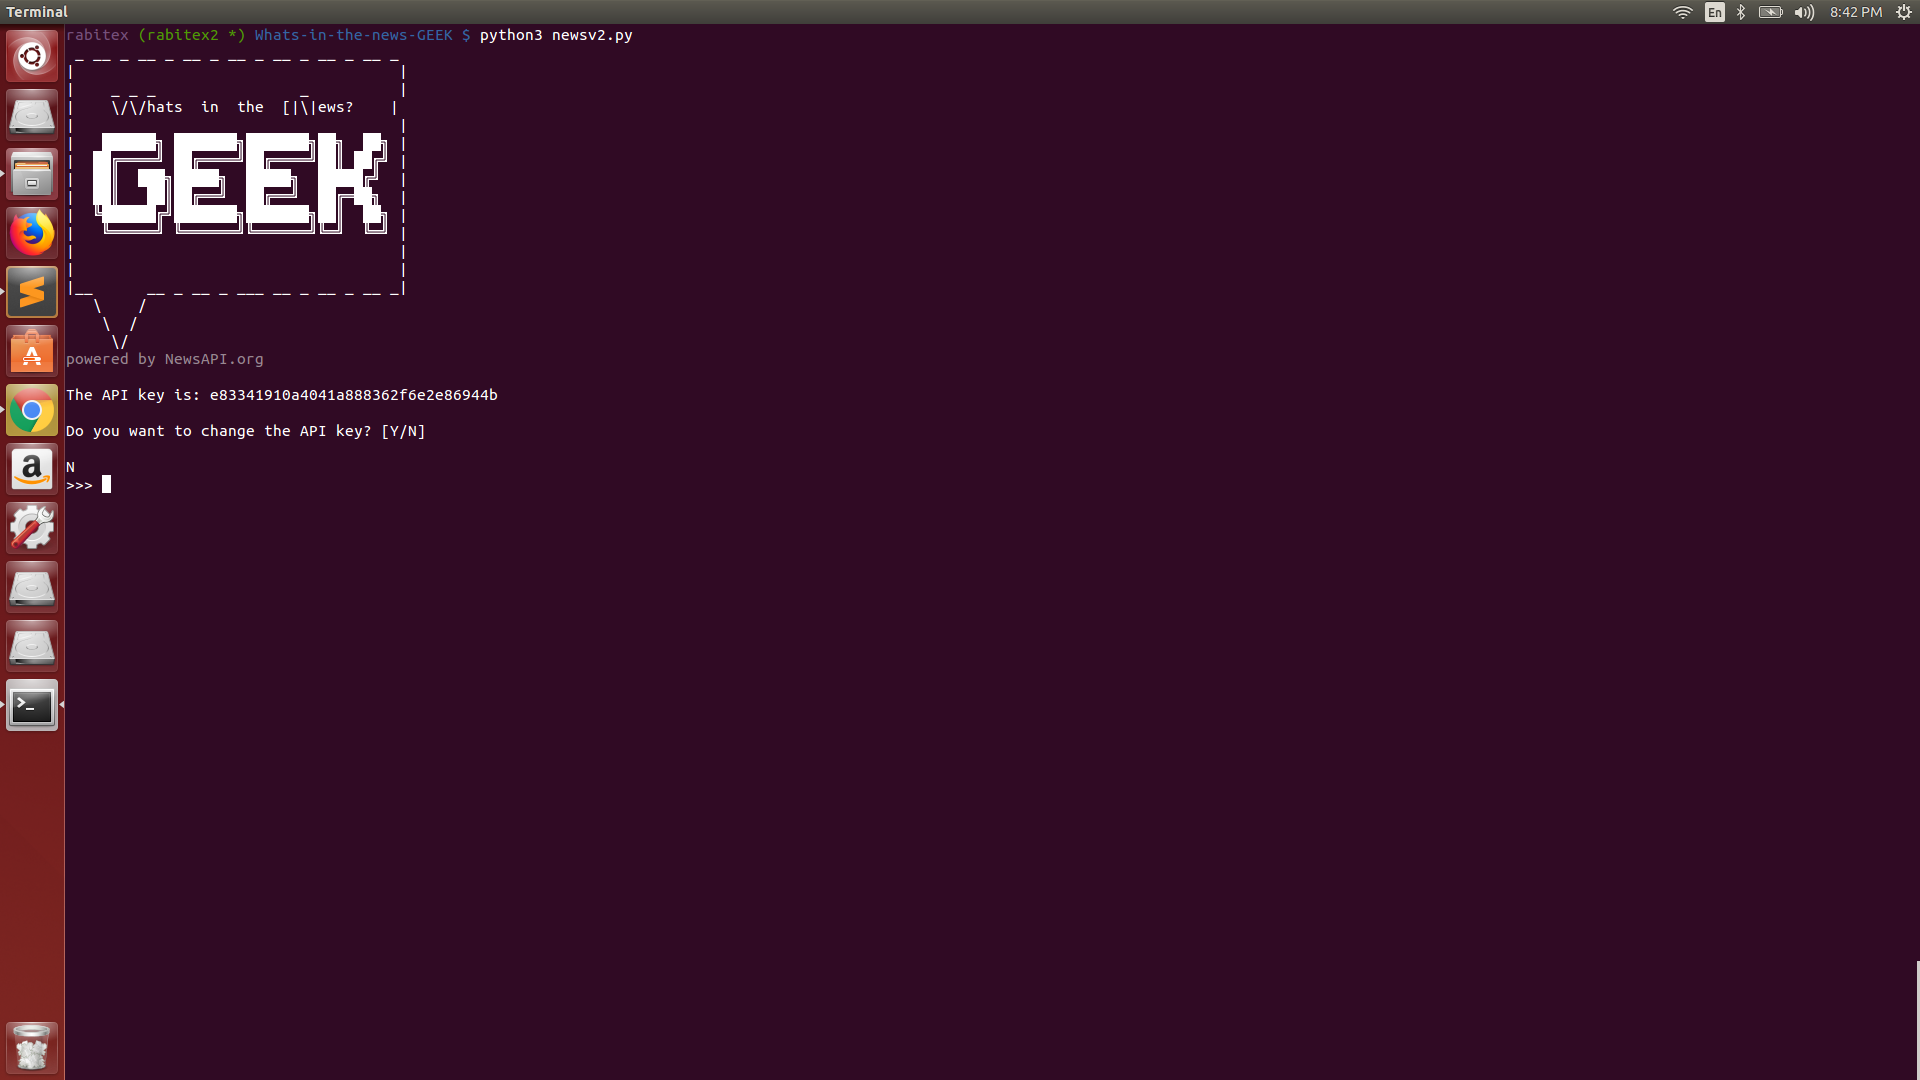 Terminal
En
8:42 PM
rabitex (rabitex2 *) Whats-in-the-news-GEEK $ python3 newsv2.py
\/\/hats in the [|\|ews?
GEEK
powered by NewsAPI.org
The API key is: e83341910a4041a888362f6e2e86944b
Do you want to change the API key? [Y/N]
N
>>>